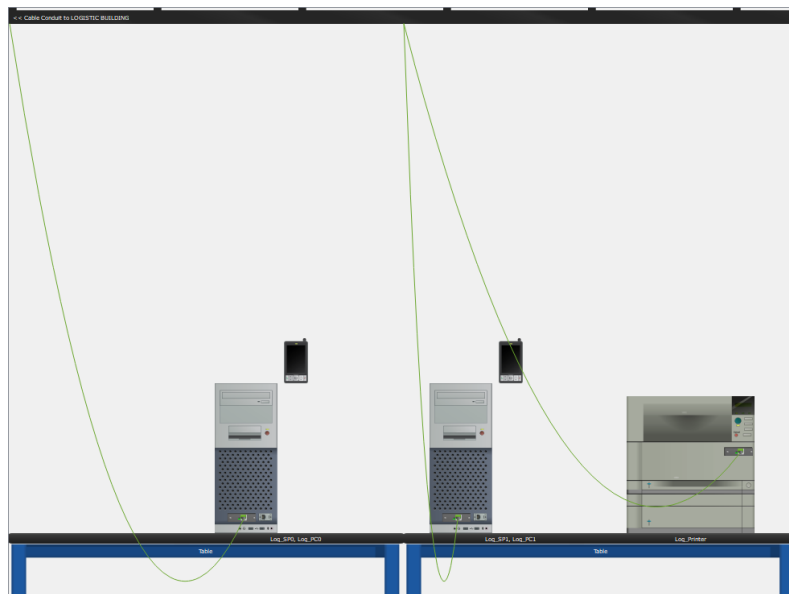 << Cable Conduit to LOGESTIC BUILDING
Log_SP0, Log_PC0
Log_SP1, Log_PC1
Log_Printer
Table
Table